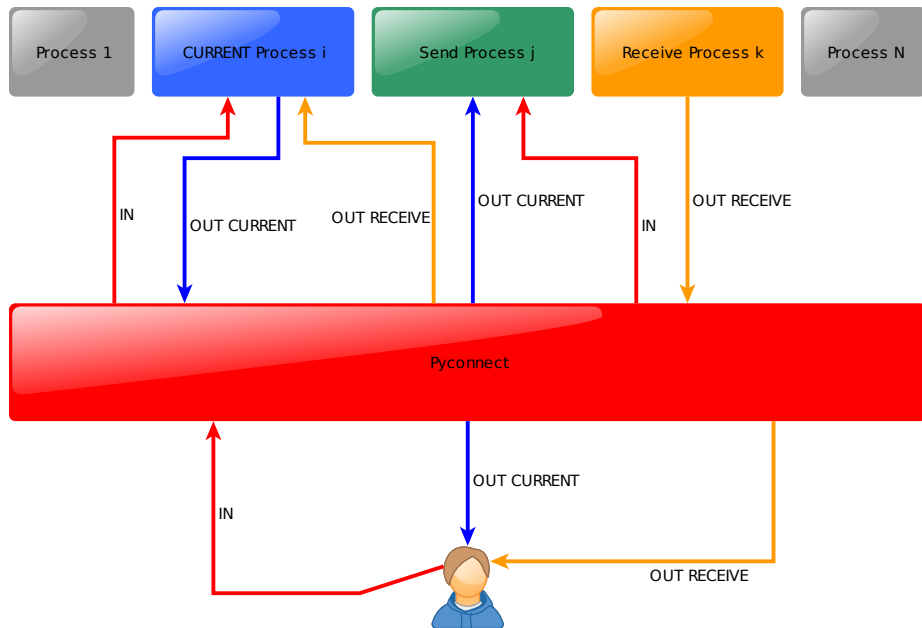 Process 1
CURRENT Process i
Send Process j
Receive Process k
Process N
IN
OUT CURRENT
OUT RECEIVE
OUT CURRENT
IN
OUT RECEIVE
Pyconnect
IN
OUT CURRENT
OUT RECEIVE